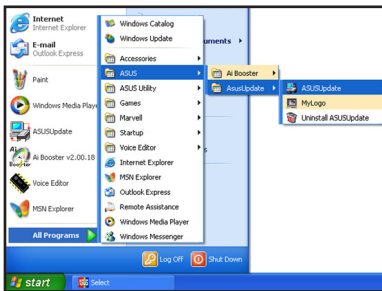 Internet
Internet Explorer
E-mail
Outlook Express
Paint
Windows Media Play
ASUSUpdate
Ai Booster v2.00.18
Voice Editor
MSN Explorer
All Programs
uments
s
Windows Catalog
Windows Update
Accessories
ASUS
ASUS Utility
Games
Marvell
Startup
Voice Editor
Internet Explorer
MSN Explorer
Outlook Express
Remote Assistance
Windows Media Player
Windows Messenger
Ai Booster
AsusUpdate
ASUSUpdate
MyLogo
Uninstall ASUSUpdate
Log Off
Shut Down
start
Select